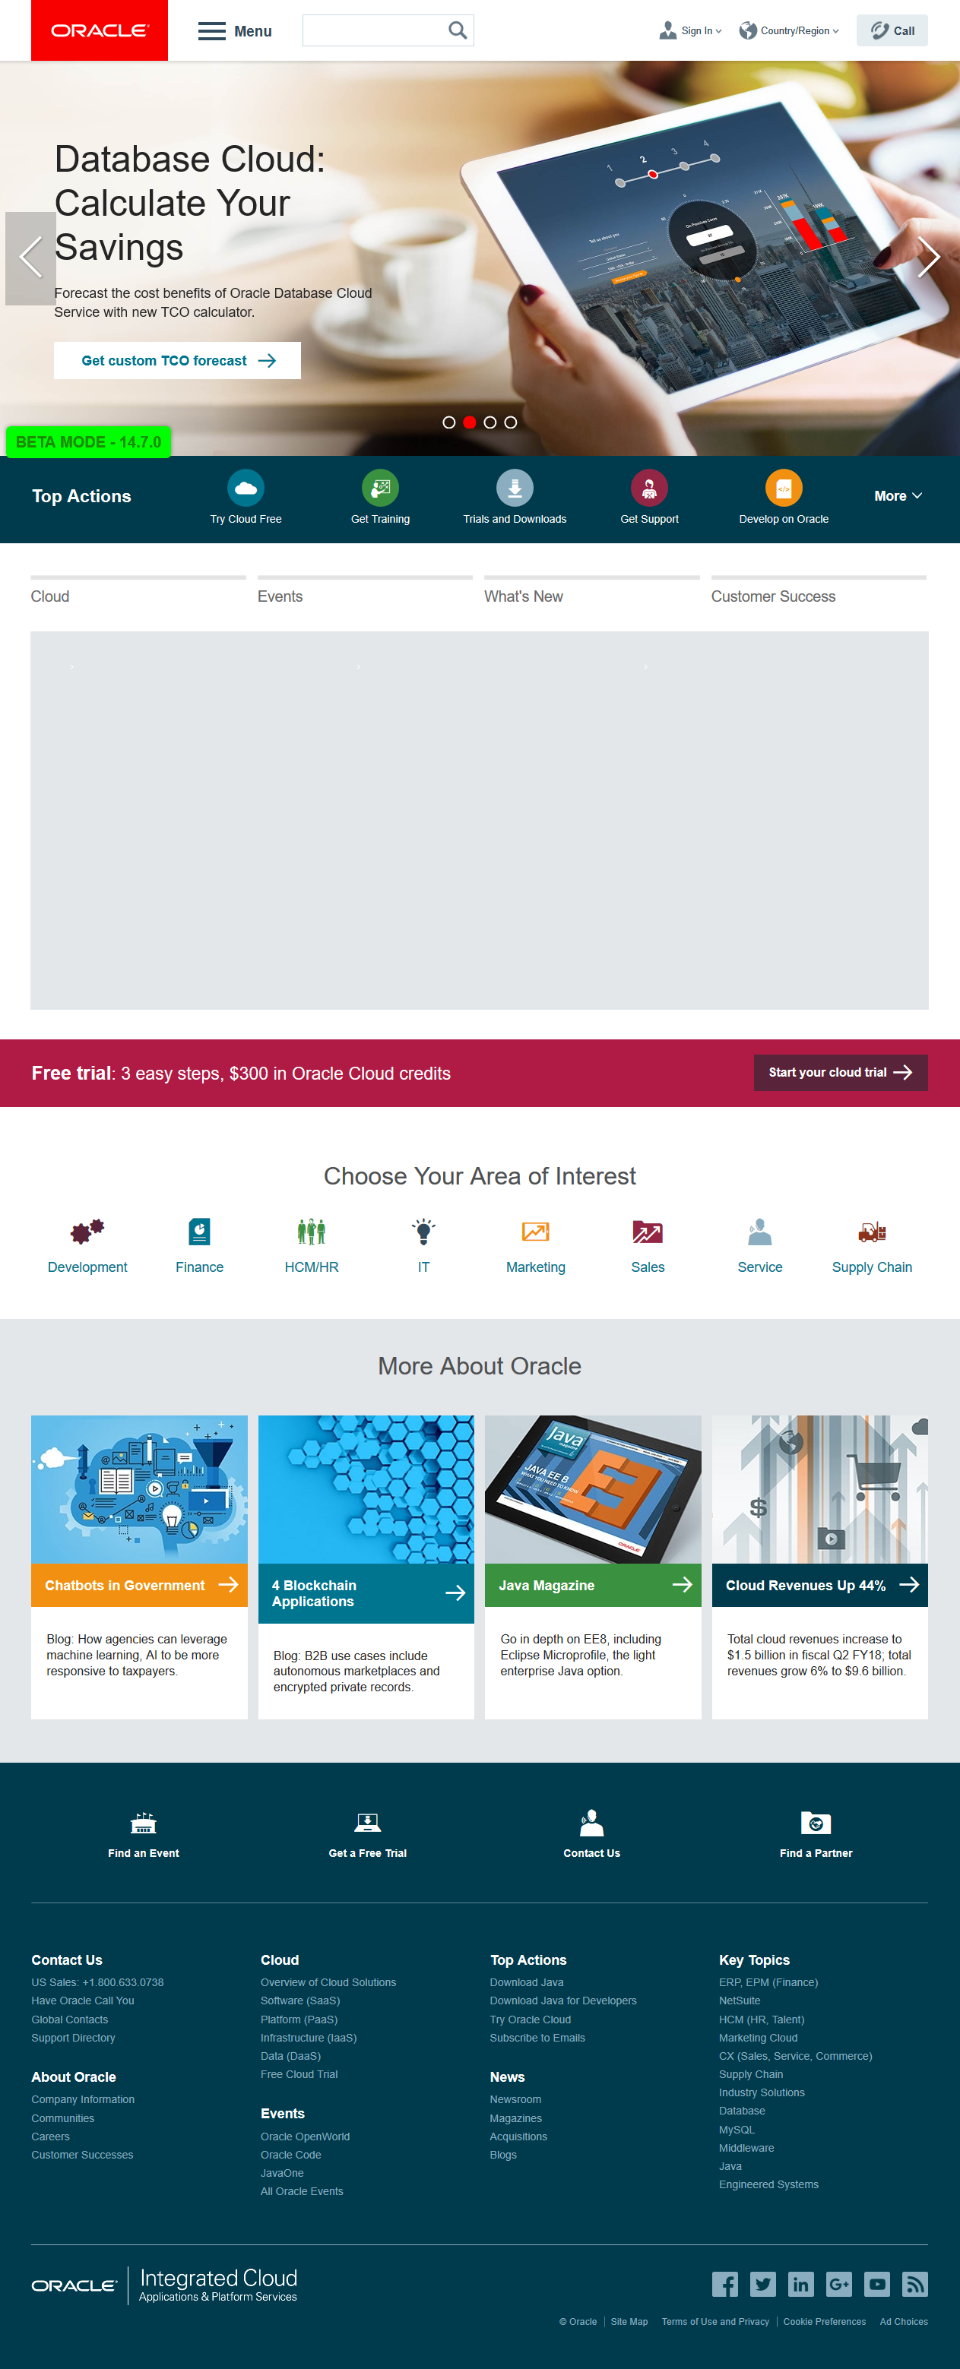 ORACLE
Menu
Sign In
Country/Region
Call
Database Cloud:
Calculate Your
Savings
Forecast the cost benefits of Oracle Database Cloud
Service with new TCO calculator.
Get custom TCO forecast
1 2 3 4
BETA MODE - 14.7.0
Top Actions
Try Cloud Free
Get Training
Trials and Downloads
Get Support
Develop on Oracle
More
Cloud
Events
What's New
Customer Success
Free trial: 3 easy steps, $300 in Oracle Cloud credits
Start your cloud trial
Choose Your Area of Interest
Development
Finance
HCM/HR
IT
Marketing
Sales
Service
Supply Chain
More About Oracle
Java
JAVA EE 8
ORACLE
Chatbots in Government
Blog: How agencies can leverage
machine learning, AI to be more
responsive to taxpayers.
4 Blockchain
Applications
Blog: B2B use cases include
autonomous marketplaces and
encrypted private records.
Java Magazine
Go in depth on EE8, including
Eclipse Microprofile, the light
enterprise Java option.
Cloud Revenues Up 44%
Total cloud revenues increase to
$1.5 billion in fiscal Q2 FY18; total
revenues grow 6% to $9.6 billion.
Find an Event
Get a Free Trial
Contact Us
Find a Partner
Contact Us
US Sales: +1.800.633.0738
Have Oracle Call You
Global Contacts
Support Directory
About Oracle
Company Information
Communities
Careers
Customer Successes
Cloud
Overview of Cloud Solutions
Software (SaaS)
Platform (PaaS)
Infrastructure (IaaS)
Data (DaaS)
Free Cloud Trial
Events
Oracle OpenWorld
Oracle Code
JavaOne
All Oracle Events
Top Actions
Download Java
Download Java for Developers
Try Oracle Cloud
Subscribe to Emails
News
Newsroom
Magazines
Acquisitions
Blogs
Key Topics
ERP, EPM (Finance)
NetSuite
HCM (HR, Talent)
Marketing Cloud
CX (Sales, Service, Commerce)
Supply Chain
Industry Solutions
Database
MySQL
Middleware
Java
Engineered Systems
ORACLE
Integrated Cloud
Applications & Platform Services
© Oracle
Site Map
Terms of Use and Privacy
Cookie Preferences
Ad Choices